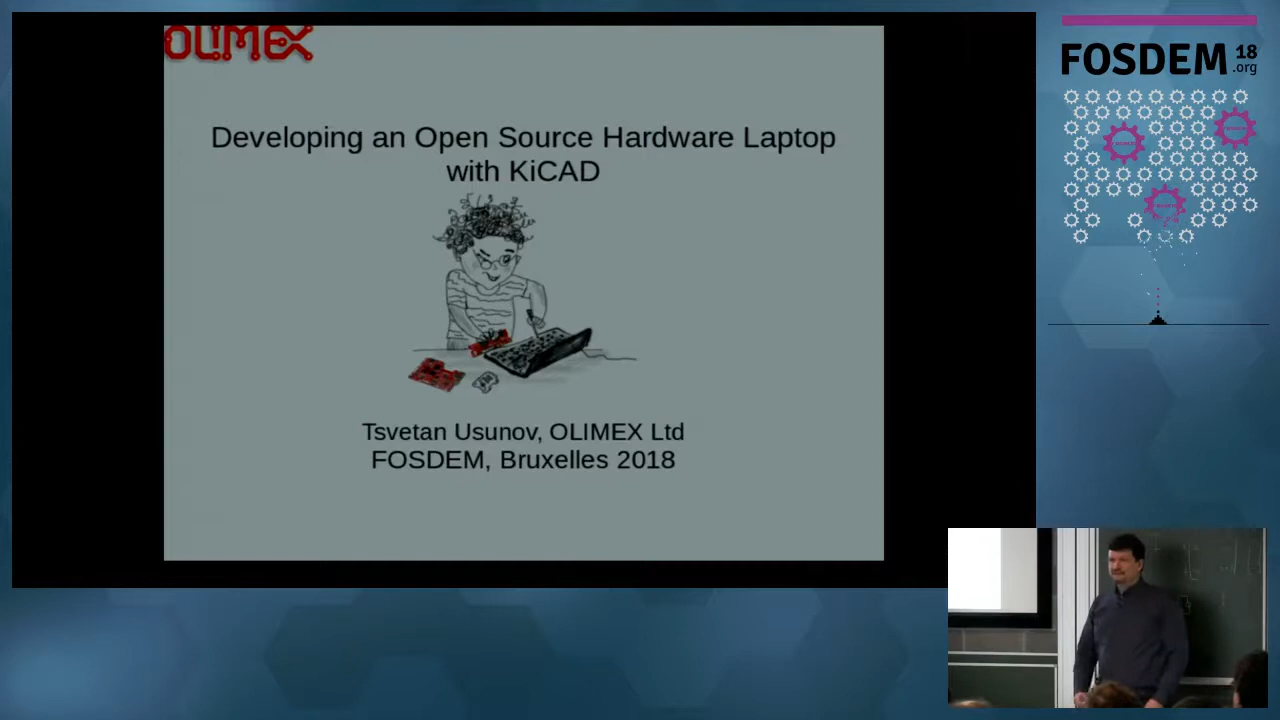 OLIMEX
Developing an Open Source Hardware Laptop
with KiCAD
Tsvetan Usunov, OLIMEX Ltd
FOSDEM, Bruxelles 2018
FOSDEM 18
.org